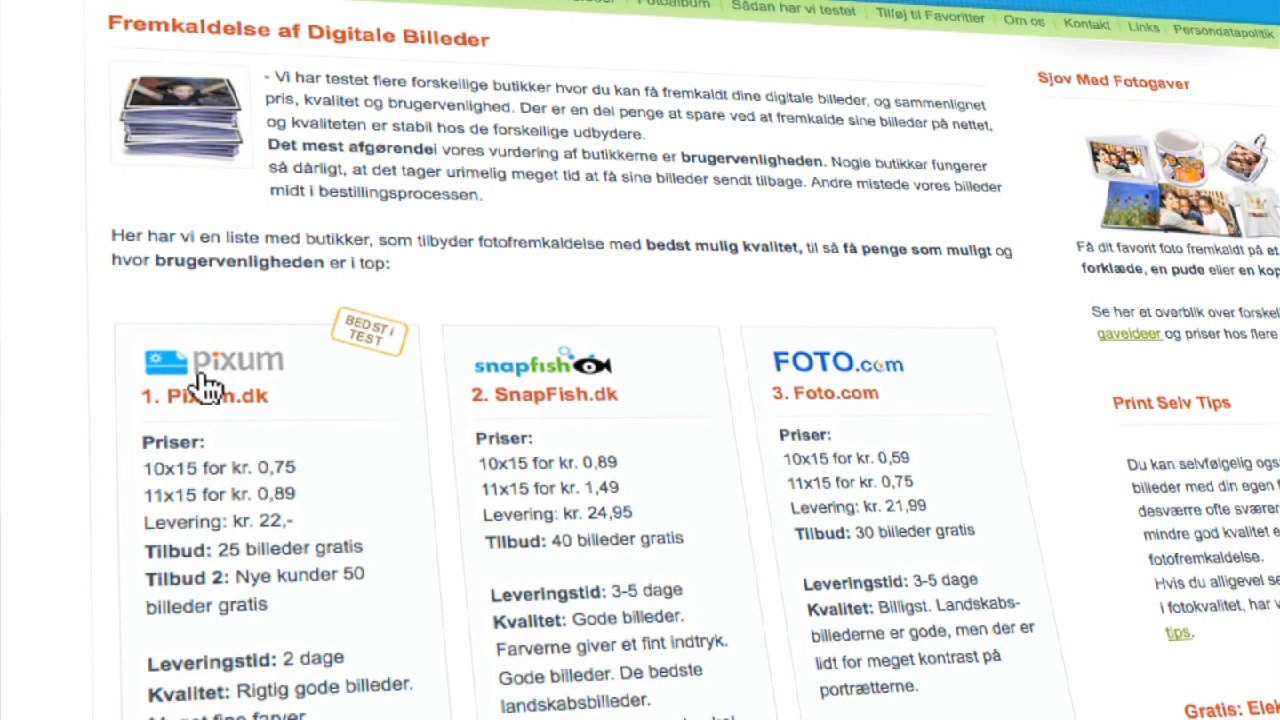 Fotoalbum
Sådan har vi testet
Tilføj til Favoritter
Om os
Kontakt
Links
Persondatapolitik
Fremkaldelse af Digitale Billeder
- Vi har testet flere forskellige butikker hvor du kan få fremkaldt dine digitale billeder, og sammenlignet
pris, kvalitet og brugervenlighed. Der er en del penge at spare ved at fremkalde sine billeder på nettet,
og kvaliteten er stabil hos de forskellige udbydere.
Det mest afgørendei vores vurdering af butikkerne er brugervenligheden. Nogle butikker fungerer
så dårligt, at det tager urimelig meget tid at få sine billeder sendt tilbage. Andre mistede vores billeder
midt i bestillingsprocessen.
Her har vi en liste med butikker, som tilbyder fotofremkaldelse med bedst mulig kvalitet, til så få penge som muligt og
hvor brugervenligheden er i top:
BEDST i
TEST
pixum
1. Pixum.dk
Priser:
10x15 for kr. 0,75
11x15 for kr. 0,89
Levering: kr. 22,-
Tilbud: 25 billeder gratis
Tilbud 2: Nye kunder 50
billeder gratis
Leveringstid: 2 dage
Kvalitet: Rigtig gode billeder.
Meget fine farver
snapfish
2. SnapFish.dk
Priser:
10x15 for kr. 0,89
11x15 for kr. 1,49
Levering: kr. 24,95
Tilbud: 40 billeder gratis
Leveringstid: 3-5 dage
Kvalitet: Gode billeder.
Farverne giver et fint indtryk.
Gode billeder. De bedste
landskabsbilleder.
FOTO.com
3. Foto.com
Priser:
10x15 for kr. 0,59
11x15 for kr. 0,75
Levering: kr. 21,99
Tilbud: 30 billeder gratis
Leveringstid: 3-5 dage
Kvalitet: Billigst. Landskabs-
billederne er gode, men der er
lidt for meget kontrast på
portrætterne.
Sjov Med Fotogaver
Få dit favorit foto fremkaldt på et
forklæde, en pude eller en kop
Se her et overblik over forskel
gaveideer og priser hos flere
Print Selv Tips
Du kan selvfølgelig ogs
billeder med din egen f
desværre ofte sværer
mindre god kvalitet e
fotofremkaldelse.
Hvis du alligevel se
i fotokvalitet, har v
tips.
Gratis: Elek